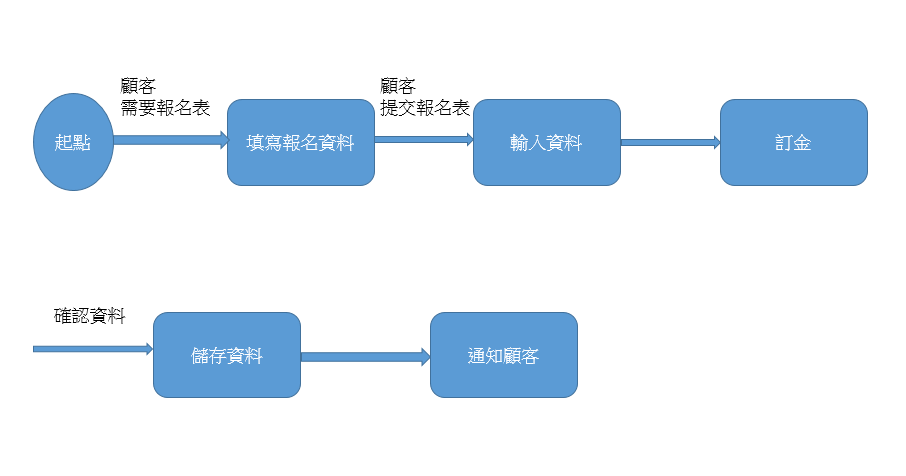 顧客
需要報名表
顧客
提交報名表
起點
填寫報名資料
輸入資料
訂金
確認資料
儲存資料
通知顧客